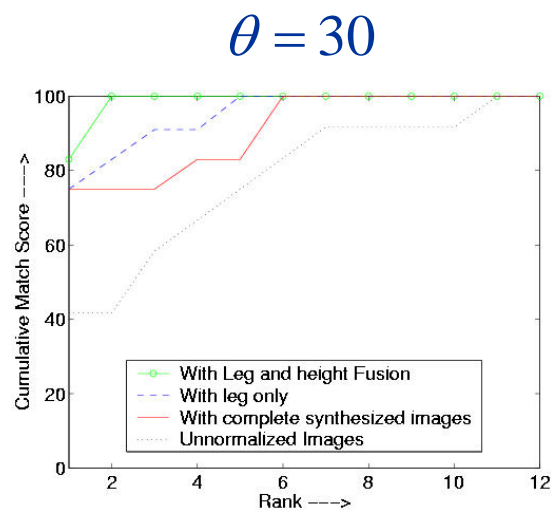 θ = 30
100
80
60
40
20
0
Cumulative Match Score --->
With Leg and height Fusion
With leg only
With complete synthesized images
Unnormalized Images
2 4 6 8 10 12
Rank --->